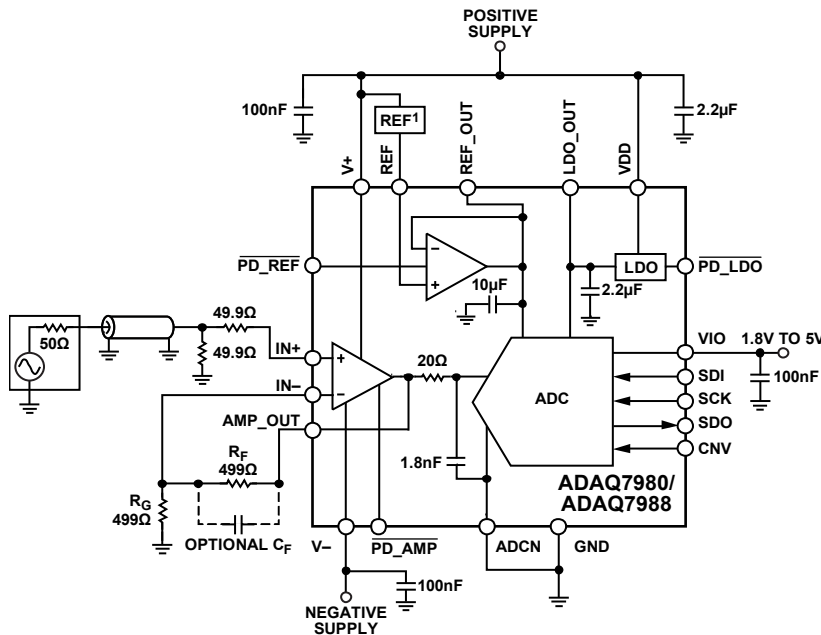 POSITIVE
SUPPLY
100nF
REF¹
2.2µF
V+
REF
REF_OUT
LDO_OUT
VDD
PD_REF
LDO
PD_LDO
10µF
2.2µF
49.9Ω
50Ω
49.9Ω
IN+
IN–
AMP_OUT
20Ω
ADC
VIO
1.8V TO 5V
SDI
SCK
SDO
CNV
100nF
RF
499Ω
1.8nF
RG
499Ω
OPTIONAL CF
ADAQ7980/
ADAQ7988
V–
PD_AMP
ADCN
GND
100nF
NEGATIVE
SUPPLY